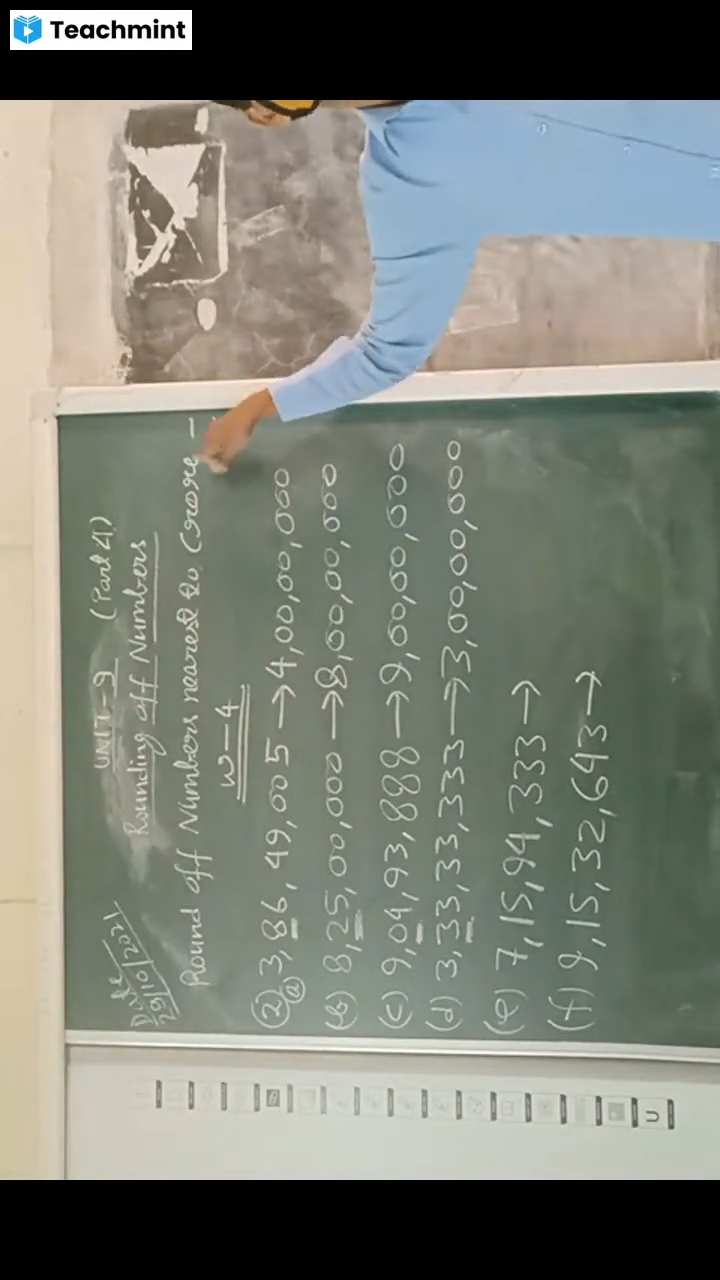 Teachmint
Date
29/10/2021
UNIT-9 (Part 4)
Rounding off Numbers
Round off Numbers nearest to Crore -
W-4
(2)
(a) 3,86,49,005 → 4,00,00,000
(b) 8,25,00,000 → 8,00,00,000
(c) 9,04,93,888 → 9,00,00,000
(d) 3,33,33,333 → 3,00,00,000
(e) 7,15,94,333 →
(f) 9,15,32,643 →
U